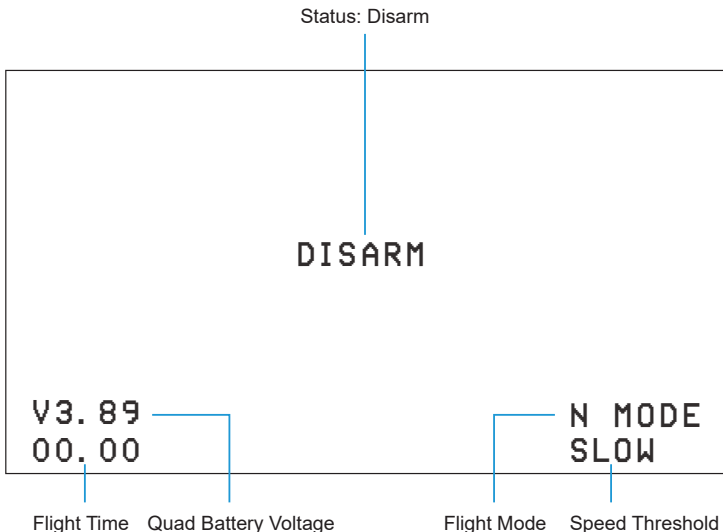 Status: Disarm
DISARM
V3.89
00.00
N MODE
SLOW
Flight Time
Quad Battery Voltage
Flight Mode
Speed Threshold